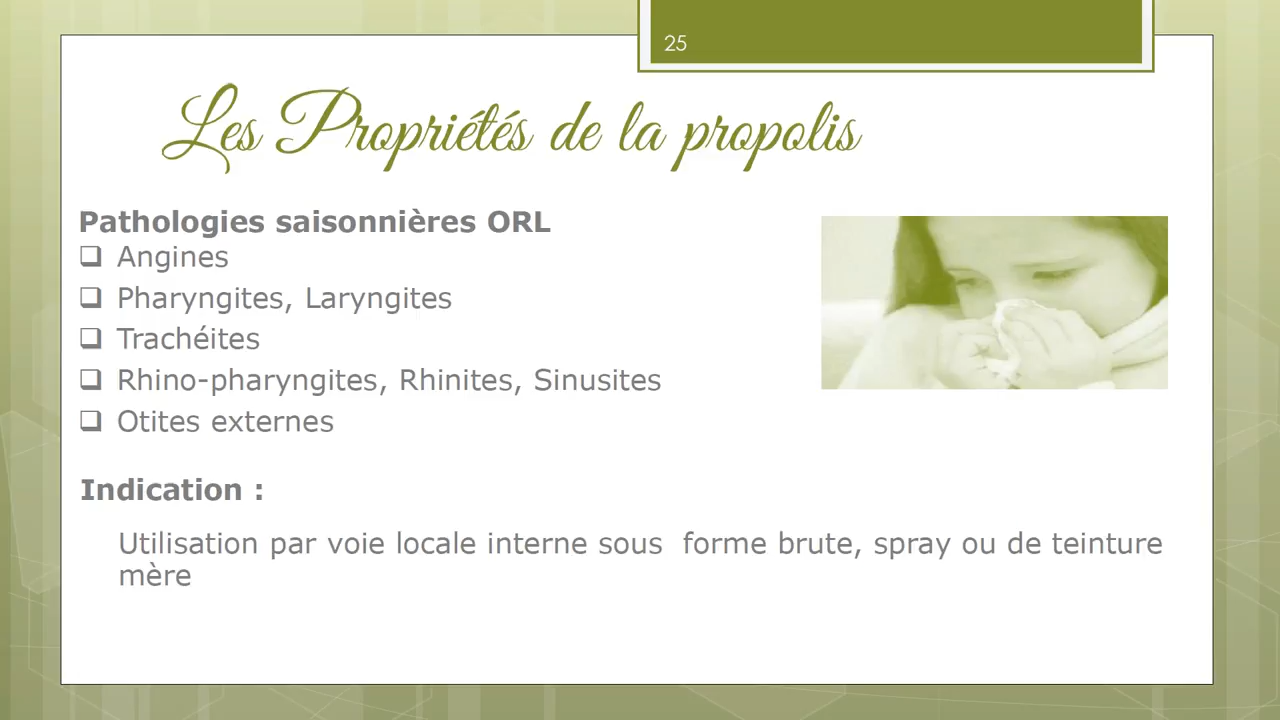 25
Les Propriétés de la propolis
Pathologies saisonnières ORL
❑ Angines
❑ Pharyngites, Laryngites
❑ Trachéites
❑ Rhino-pharyngites, Rhinites, Sinusites
❑ Otites externes
Indication :
Utilisation par voie locale interne sous forme brute, spray ou de teinture
mère